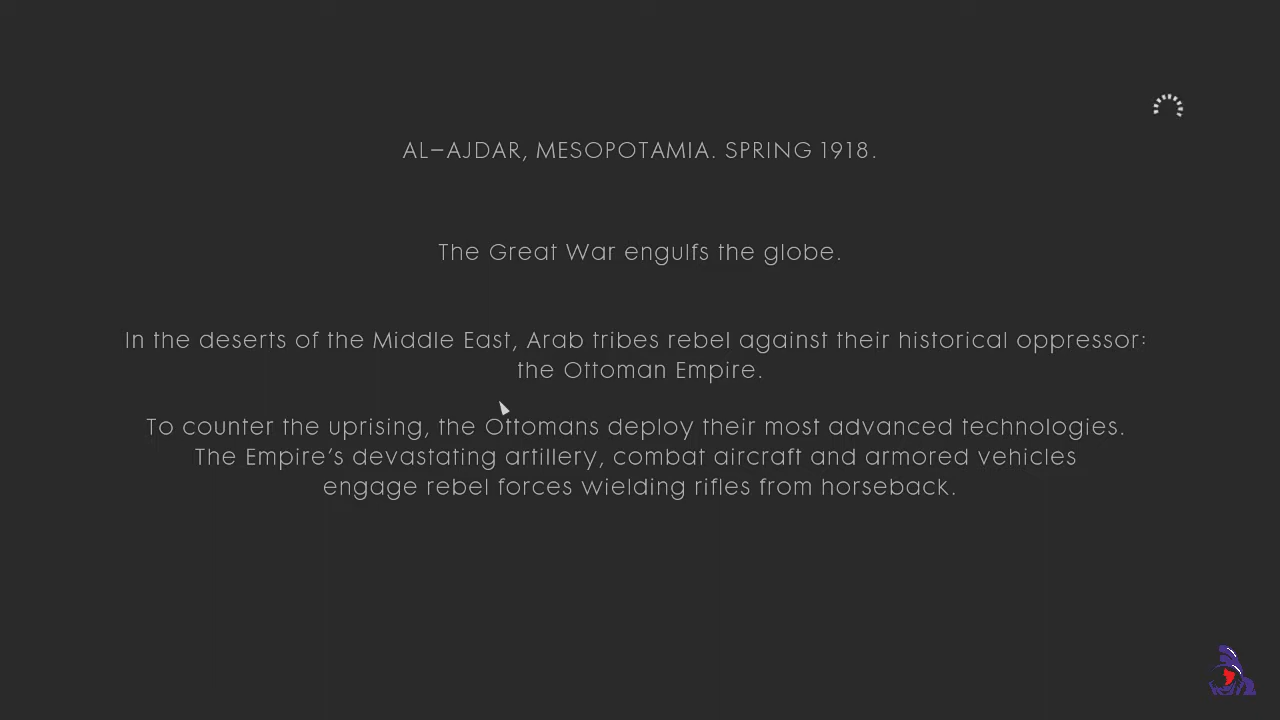 AL-AJDAR, MESOPOTAMIA. SPRING 1918.
The Great War engulfs the globe.
In the deserts of the Middle East, Arab tribes rebel against their historical oppressor:
the Ottoman Empire.
To counter the uprising, the Ottomans deploy their most advanced technologies.
The Empire's devastating artillery, combat aircraft and armored vehicles
engage rebel forces wielding rifles from horseback.